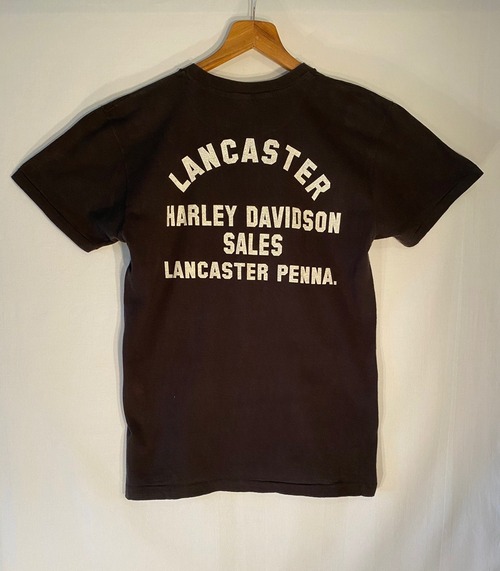 LANCASTER
HARLEY DAVIDSON
SALES
LANCASTER PENNA.